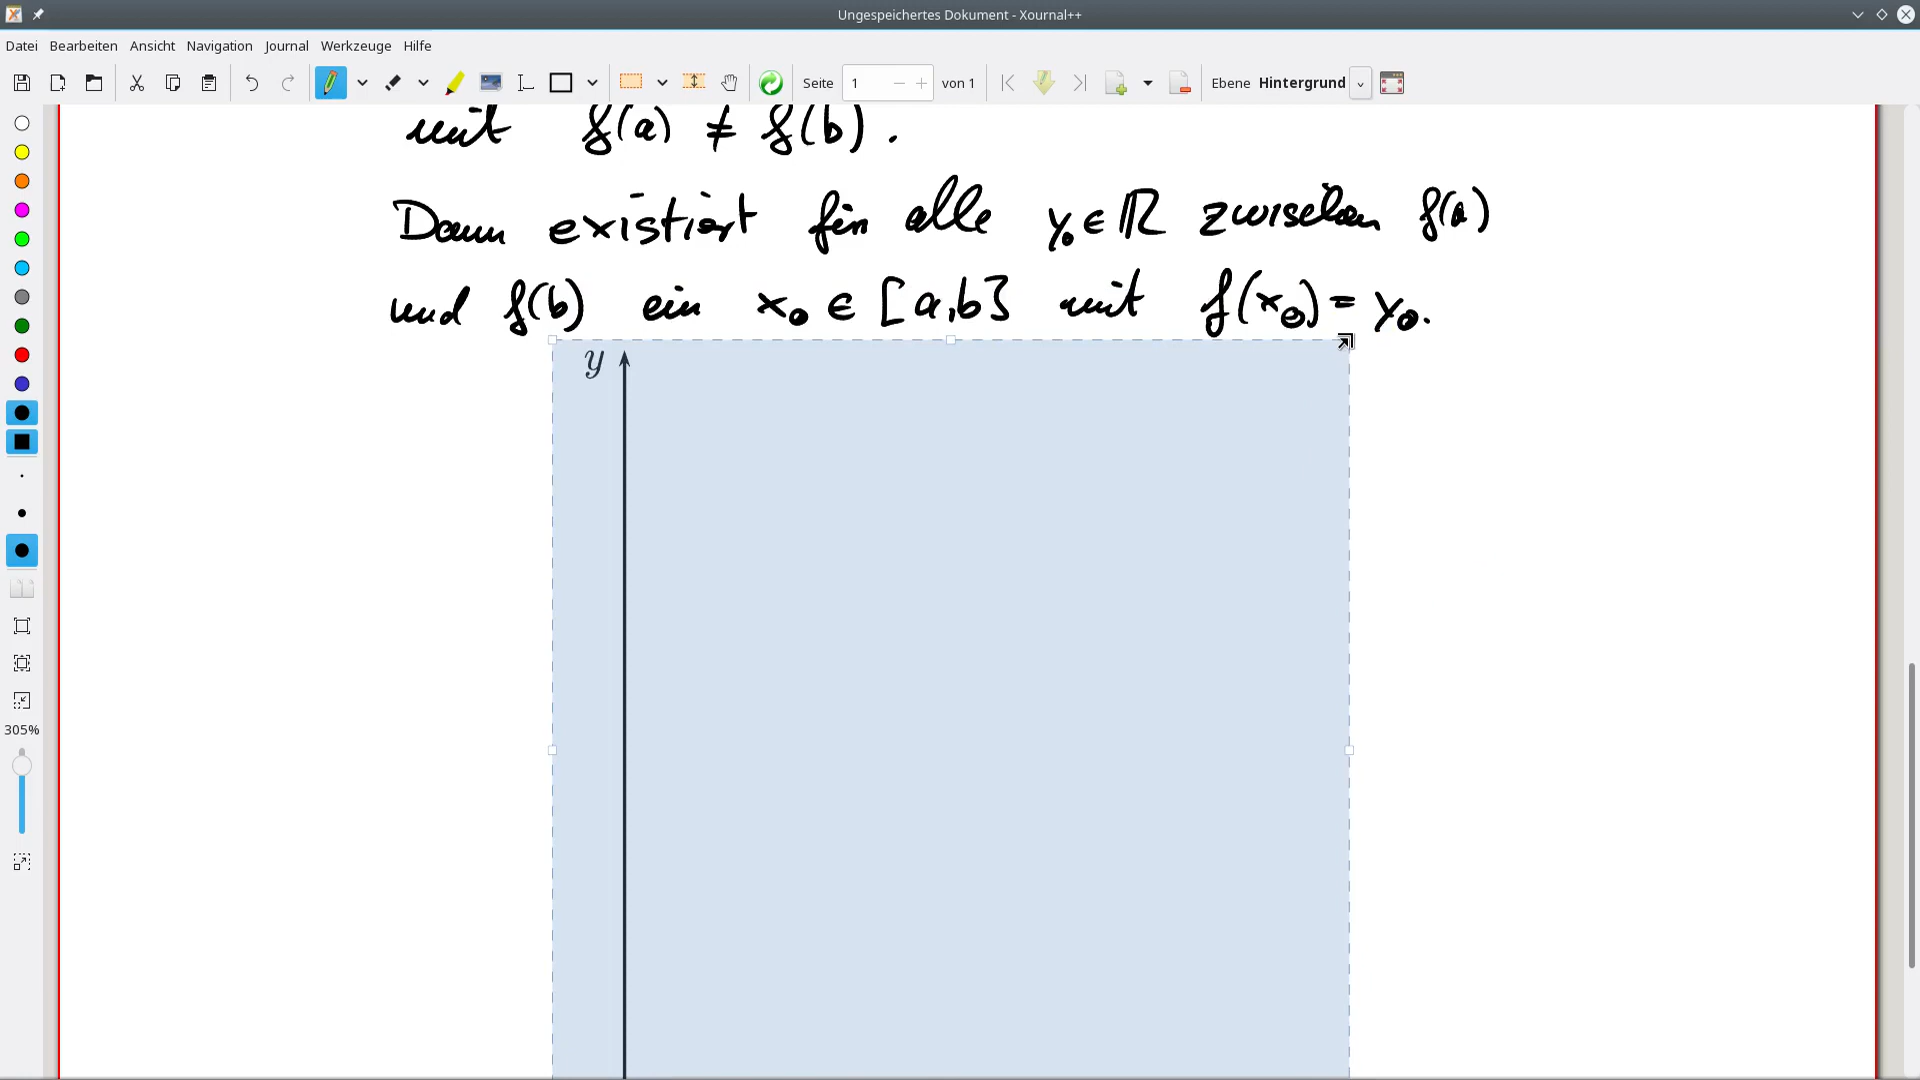 Ungespeichertes Dokument - Xournal++
Datei Bearbeiten Ansicht Navigation Journal Werkzeuge Hilfe
Seite 1 von 1 Ebene Hintergrund
mit f(a) ≠ f(b).
Dann existiert für alle y₀ ∈ ℝ zwischen f(a)
und f(b) ein x₀ ∈ [a,b] mit f(x₀) = y₀.
y
305%